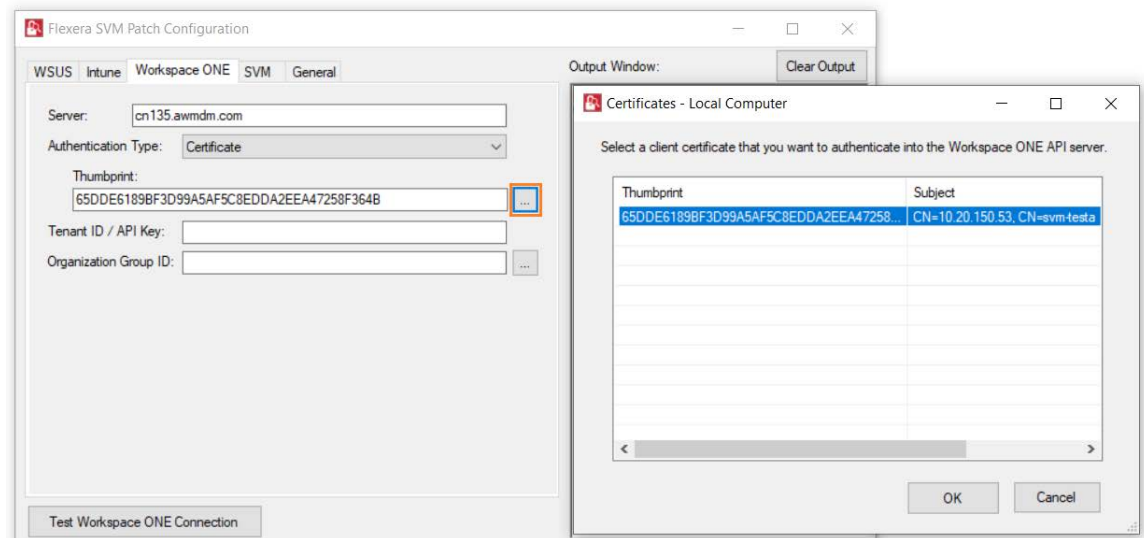 Flexera SVM Patch Configuration
WSUS Intune Workspace ONE SVM General
Server: cn135.awmdm.com
Authentication Type: Certificate
Thumbprint:
65DDE6189BF3D99A5AF5C8EDDA2EEA47258F364B ...
Tenant ID / API Key:
Organization Group ID: ...
Test Workspace ONE Connection
Output Window: Clear Output
Certificates - Local Computer
Select a client certificate that you want to authenticate into the Workspace ONE API server.
Thumbprint Subject
65DDE6189BF3D99A5AF5C8EDDA2EEA47258... CN=10.20.150.53, CN=svm-testa
OK Cancel